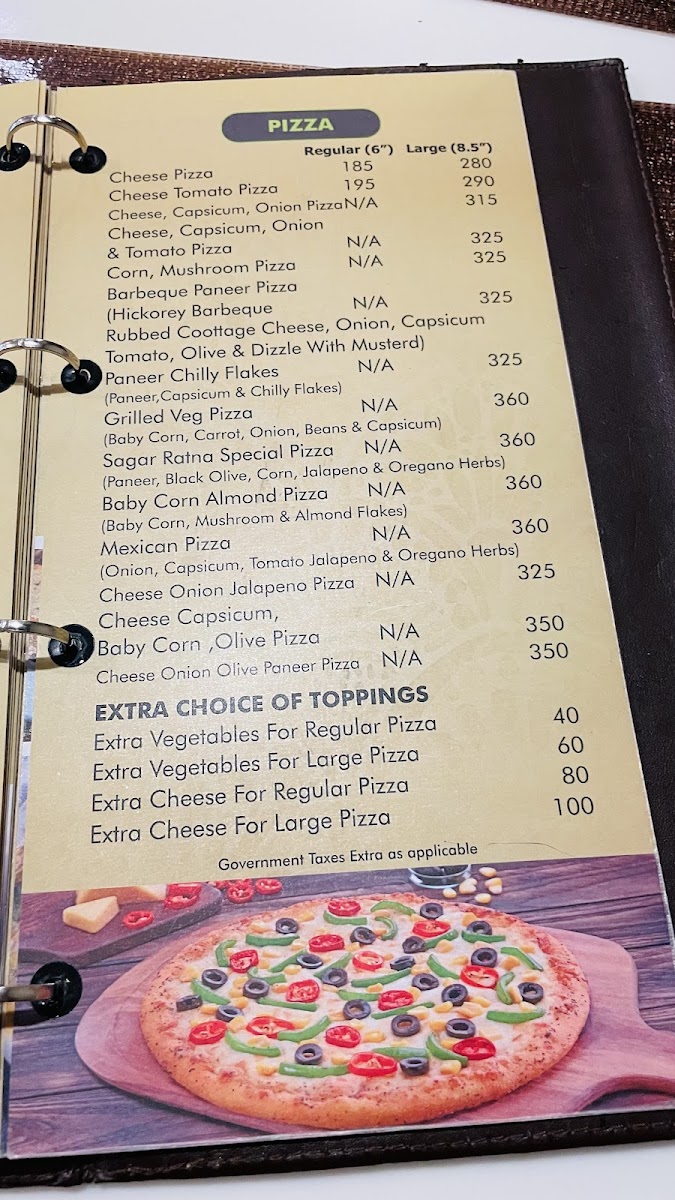 PIZZA
Regular (6") Large (8.5")
Cheese Pizza 185 280
Cheese Tomato Pizza 195 290
Cheese, Capsicum, Onion Pizza N/A 315
Cheese, Capsicum, Onion
& Tomato Pizza N/A 325
Corn, Mushroom Pizza N/A 325
Barbeque Paneer Pizza
(Hickorey Barbeque N/A 325
Rubbed Coottage Cheese, Onion, Capsicum
Tomato, Olive & Dizzle With Musterd)
Paneer Chilly Flakes N/A 325
(Paneer,Capsicum & Chilly Flakes)
Grilled Veg Pizza N/A 360
(Baby Corn, Carrot, Onion, Beans & Capsicum)
Sagar Ratna Special Pizza N/A 360
(Paneer, Black Olive, Corn, Jalapeno & Oregano Herbs)
Baby Corn Almond Pizza N/A 360
(Baby Corn, Mushroom & Almond Flakes)
Mexican Pizza N/A 360
(Onion, Capsicum, Tomato Jalapeno & Oregano Herbs)
Cheese Onion Jalapeno Pizza N/A 325
Cheese Capsicum,
Baby Corn ,Olive Pizza N/A 350
Cheese Onion Olive Paneer Pizza N/A 350
EXTRA CHOICE OF TOPPINGS
Extra Vegetables For Regular Pizza 40
Extra Vegetables For Large Pizza 60
Extra Cheese For Regular Pizza 80
Extra Cheese For Large Pizza 100
Government Taxes Extra as applicable